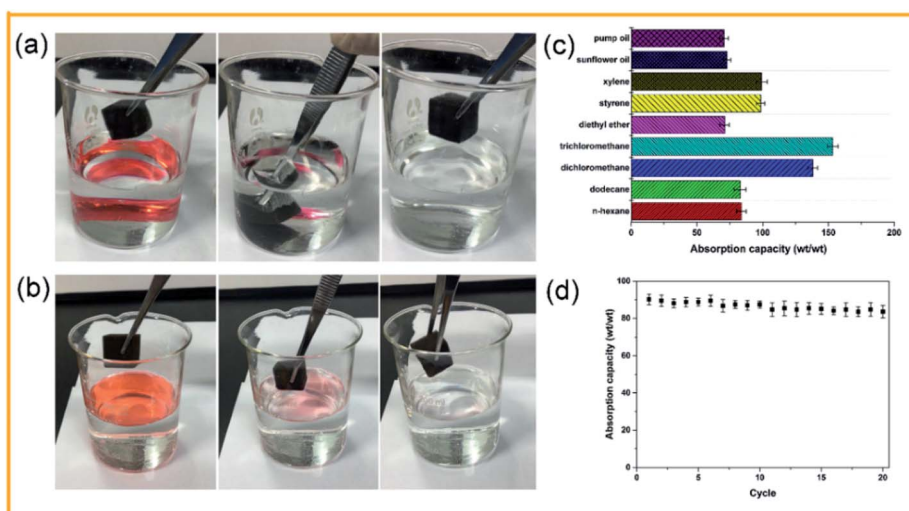 (a)
(b)
(c)
pump oil
sunflower oil
xylene
styrene
diethyl ether
trichloromethane
dichloromethane
dodecane
n-hexane
0 50 100 150 200
Absorption capacity (wt/wt)
(d)
Absorption capacity (wt/wt)
100
80
60
40
20
0
0 5 10 15 20
Cycle